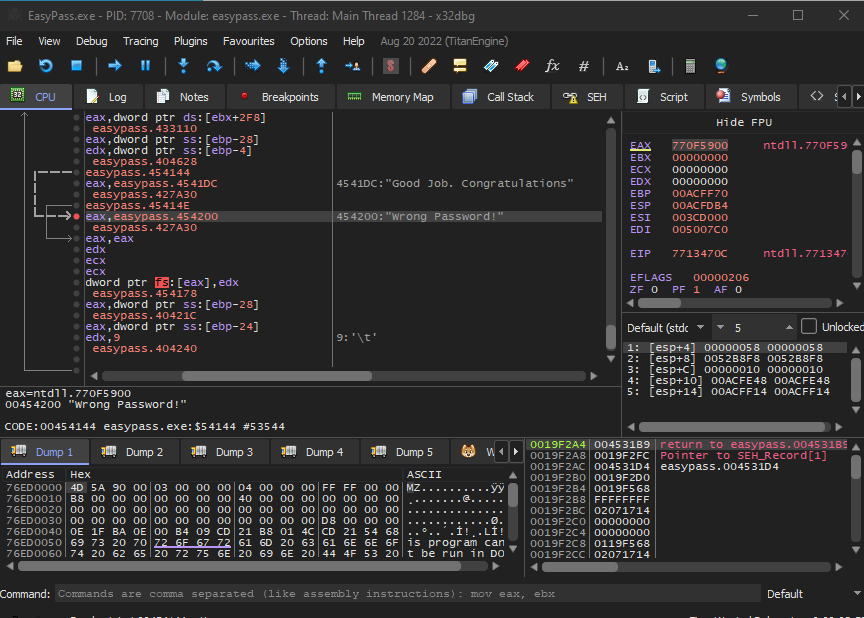 EasyPass.exe - PID: 7708 - Module: easypass.exe - Thread: Main Thread 1284 - x32dbg
File View Debug Tracing Plugins Favourites Options Help Aug 20 2022 (TitanEngine)
CPU Log Notes Breakpoints Memory Map Call Stack SEH Script Symbols
eax,dword ptr ds:[ebx+2F8]
easypass.433110
eax,dword ptr ss:[ebp-28]
edx,dword ptr ss:[ebp-4]
easypass.404628
easypass.454144
eax,easypass.4541DC 4541DC:"Good Job. Congratulations"
easypass.427A30
easypass.45414E
eax,easypass.454200 454200:"Wrong Password!"
easypass.427A30
eax,eax
edx
ecx
ecx
dword ptr fs:[eax],edx
easypass.454178
eax,dword ptr ss:[ebp-28]
easypass.40421C
eax,dword ptr ss:[ebp-24]
edx,9 9:'\t'
easypass.404240
Hide FPU
EAX 770F5900 ntdll.770F59
EBX 00000000
ECX 00000000
EDX 00000000
EBP 00ACFF70
ESP 00ACFDB4
ESI 003CD000
EDI 005007C0
EIP 7713470C ntdll.77134
EFLAGS 00000206
ZF 0 PF 1 AF 0
Default (stdc 5 Unlocked
1: [esp+4] 00000058 00000058
2: [esp+8] 0052B8F8 0052B8F8
3: [esp+C] 00000010 00000010
4: [esp+10] 00ACFE48 00ACFE48
5: [esp+14] 00ACFF14 00ACFF14
eax=ntdll.770F5900
00454200 "Wrong Password!"
CODE:00454144 easypass.exe:$54144 #53544
Dump 1 Dump 2 Dump 3 Dump 4 Dump 5 W
Address Hex ASCII
76ED0000 4D 5A 90 00 03 00 00 00 04 00 00 00 FF FF 00 00 MZ..........ÿÿ
76ED0010 B8 00 00 00 00 00 00 00 40 00 00 00 00 00 00 00 ........@.....
76ED0020 00 00 00 00 00 00 00 00 00 00 00 00 00 00 00 00 ..............
76ED0030 00 00 00 00 00 00 00 00 00 00 00 00 D8 00 00 00 ............Ø.
76ED0040 0E 1F BA 0E 00 B4 09 CD 21 B8 01 4C CD 21 54 68 ..º..´.Í!¸.LÍ!
76ED0050 69 73 20 70 72 6F 67 72 61 6D 20 63 61 6E 6E 6F is program can
76ED0060 74 20 62 65 20 72 75 6E 20 69 6E 20 44 4F 53 20 t be run in DO
0019F2A4 004531B9 return to easypass.004531B9
0019F2A8 0019F2FC Pointer to SEH_Record[1]
0019F2AC 004531D4 easypass.004531D4
0019F2B0 0019F2D0
0019F2B4 0019F568
0019F2B8 FFFFFFFF
0019F2BC 02071714
0019F2C0 00000000
0019F2C4 00000000
0019F2C8 0119F568
0019F2CC 02071714
Command: Commands are comma separated (like assembly instructions): mov eax, ebx Default